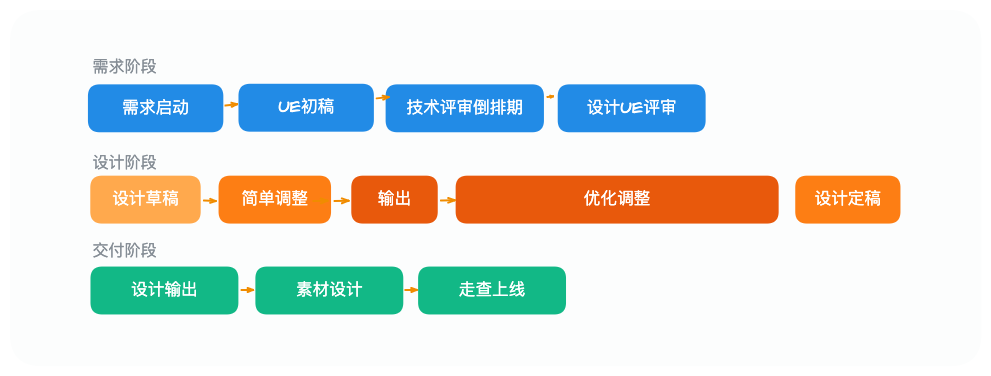 需求阶段
需求启动 UE初稿 技术评审倒排期 设计UE评审
设计阶段
设计草稿 简单调整 输出 优化调整 设计定稿
交付阶段
设计输出 素材设计 走查上线